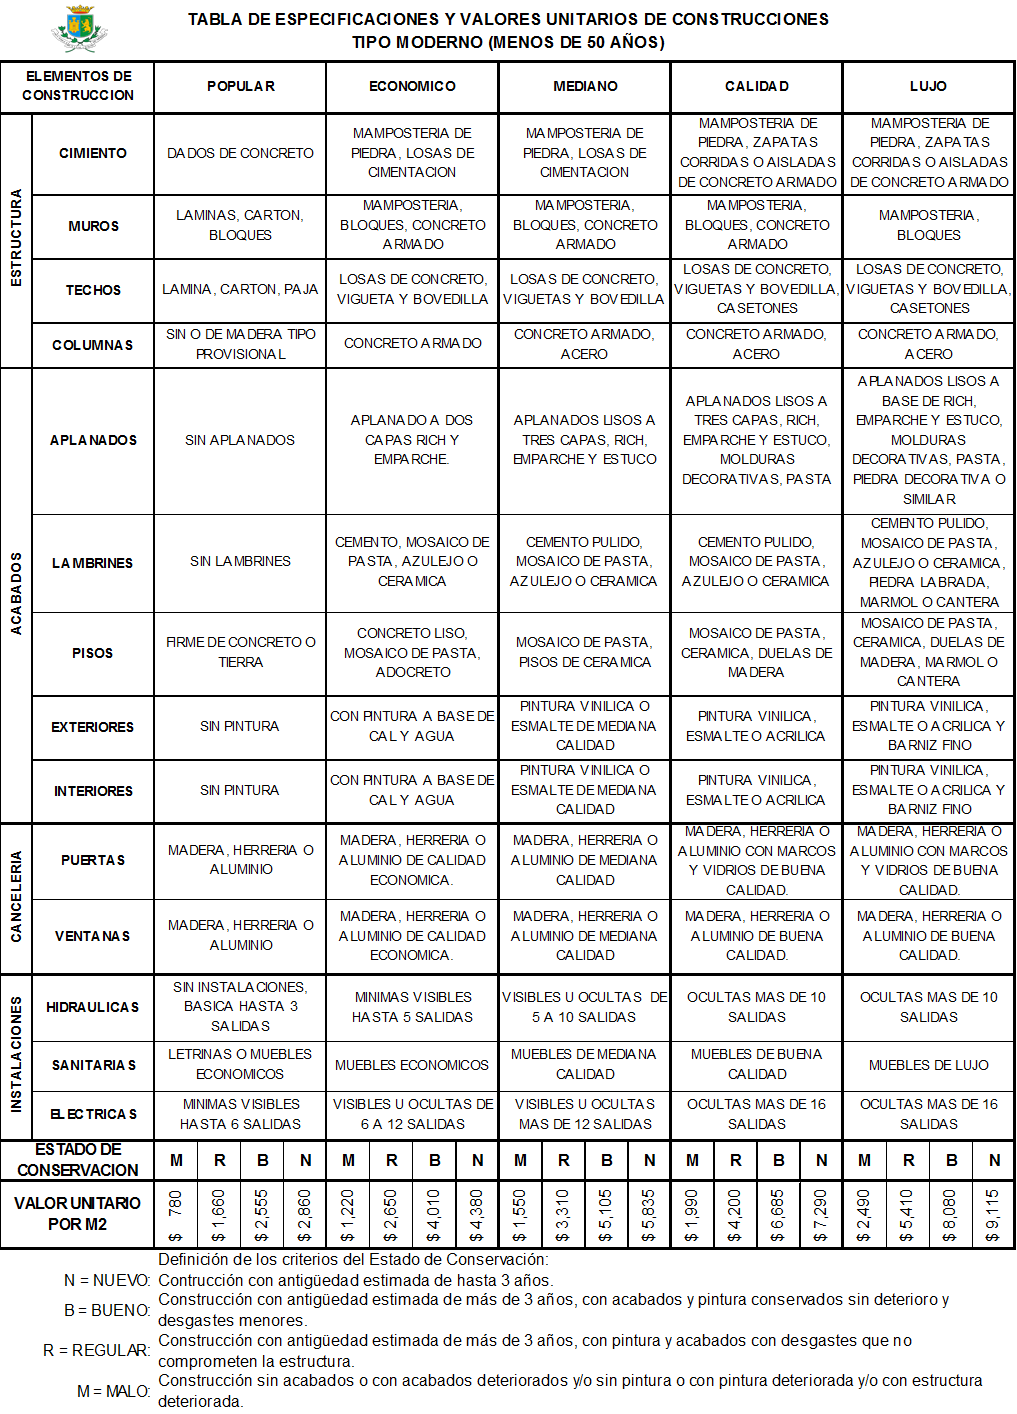 TABLA DE ESPECIFICACIONES Y VALORES UNITARIOS DE CONSTRUCCIONES
TIPO MODERNO (MENOS DE 50 AÑOS)
ELEMENTOS DE
CONSTRUCCION
POPULAR
ECONOMICO
MEDIANO
CALIDAD
LUJO
ESTRUCTURA
CIMIENTO
DADOS DE CONCRETO
MAMPOSTERIA DE
PIEDRA, LOSAS DE
CIMENTACION
MAMPOSTERIA DE
PIEDRA, LOSAS DE
CIMENTACION
MAMPOSTERIA DE
PIEDRA, ZAPATAS
CORRIDAS O AISLADAS
DE CONCRETO ARMADO
MAMPOSTERIA DE
PIEDRA, ZAPATAS
CORRIDAS O AISLADAS
DE CONCRETO ARMADO
MUROS
LAMINAS, CARTON,
BLOQUES
MAMPOSTERIA,
BLOQUES, CONCRETO
ARMADO
MAMPOSTERIA,
BLOQUES, CONCRETO
ARMADO
MAMPOSTERIA,
BLOQUES, CONCRETO
ARMADO
MAMPOSTERIA,
BLOQUES
TECHOS
LAMINA, CARTON, PAJA
LOSAS DE CONCRETO,
VIGUETA Y BOVEDILLA
LOSAS DE CONCRETO,
VIGUETAS Y BOVEDILLA
LOSAS DE CONCRETO,
VIGUETAS Y BOVEDILLA,
CASETONES
LOSAS DE CONCRETO,
VIGUETAS Y BOVEDILLA,
CASETONES
COLUMNAS
SIN O DE MADERA TIPO
PROVISIONAL
CONCRETO ARMADO
CONCRETO ARMADO,
ACERO
CONCRETO ARMADO,
ACERO
CONCRETO ARMADO,
ACERO
ACABADOS
APLANADOS
SIN APLANADOS
APLANADO A DOS
CAPAS RICH Y
EMPARCHE.
APLANADOS LISOS A
TRES CAPAS, RICH,
EMPARCHE Y ESTUCO
APLANADOS LISOS A
TRES CAPAS, RICH,
EMPARCHE Y ESTUCO,
MOLDURAS
DECORATIVAS, PASTA
APLANADOS LISOS A
BASE DE RICH,
EMPARCHE Y ESTUCO,
MOLDURAS
DECORATIVAS, PASTA,
PIEDRA DECORATIVA O
SIMILAR
LAMBRINES
SIN LAMBRINES
CEMENTO, MOSAICO DE
PASTA, AZULEJO O
CERAMICA
CEMENTO PULIDO,
MOSAICO DE PASTA,
AZULEJO O CERAMICA
CEMENTO PULIDO,
MOSAICO DE PASTA,
AZULEJO O CERAMICA
CEMENTO PULIDO,
MOSAICO DE PASTA,
AZULEJO O CERAMICA,
PIEDRA LABRADA,
MARMOL O CANTERA
PISOS
FIRME DE CONCRETO O
TIERRA
CONCRETO LISO,
MOSAICO DE PASTA,
ADOCRETO
MOSAICO DE PASTA,
PISOS DE CERAMICA
MOSAICO DE PASTA,
CERAMICA, DUELAS DE
MADERA
MOSAICO DE PASTA,
CERAMICA, DUELAS DE
MADERA, MARMOL O
CANTERA
EXTERIORES
SIN PINTURA
CON PINTURA A BASE DE
CAL Y AGUA
PINTURA VINILICA O
ESMALTE DE MEDIANA
CALIDAD
PINTURA VINILICA,
ESMALTE O ACRILICA
PINTURA VINILICA,
ESMALTE O ACRILICA Y
BARNIZ FINO
INTERIORES
SIN PINTURA
CON PINTURA A BASE DE
CAL Y AGUA
PINTURA VINILICA O
ESMALTE DE MEDIANA
CALIDAD
PINTURA VINILICA,
ESMALTE O ACRILICA
PINTURA VINILICA,
ESMALTE O ACRILICA Y
BARNIZ FINO
CANCELERIA
PUERTAS
MADERA, HERRERIA O
ALUMINIO
MADERA, HERRERIA O
ALUMINIO DE CALIDAD
ECONOMICA.
MADERA, HERRERIA O
ALUMINIO DE MEDIANA
CALIDAD
MADERA, HERRERIA O
ALUMINIO CON MARCOS
Y VIDRIOS DE BUENA
CALIDAD.
MADERA, HERRERIA O
ALUMINIO CON MARCOS
Y VIDRIOS DE BUENA
CALIDAD.
VENTANAS
MADERA, HERRERIA O
ALUMINIO
MADERA, HERRERIA O
ALUMINIO DE CALIDAD
ECONOMICA.
MADERA, HERRERIA O
ALUMINIO DE MEDIANA
CALIDAD
MADERA, HERRERIA O
ALUMINIO DE BUENA
CALIDAD.
MADERA, HERRERIA O
ALUMINIO DE BUENA
CALIDAD.
INSTALACIONES
HIDRAULICAS
SIN INSTALACIONES,
BASICA HASTA 3
SALIDAS
MINIMAS VISIBLES
HASTA 5 SALIDAS
VISIBLES U OCULTAS DE
5 A 10 SALIDAS
OCULTAS MAS DE 10
SALIDAS
OCULTAS MAS DE 10
SALIDAS
SANITARIAS
LETRINAS O MUEBLES
ECONOMICOS
MUEBLES ECONOMICOS
MUEBLES DE MEDIANA
CALIDAD
MUEBLES DE BUENA
CALIDAD
MUEBLES DE LUJO
ELECTRICAS
MINIMAS VISIBLES
HASTA 6 SALIDAS
VISIBLES U OCULTAS DE
6 A 12 SALIDAS
VISIBLES U OCULTAS
MAS DE 12 SALIDAS
OCULTAS MAS DE 16
SALIDAS
OCULTAS MAS DE 16
SALIDAS
ESTADO DE
CONSERVACION
M R B N M R B N M R B N M R B N M R B N
VALOR UNITARIO
POR M2
$ 780 $ 1,660 $ 2,555 $ 2,860 $ 1,220 $ 2,650 $ 4,010 $ 4,380 $ 1,550 $ 3,310 $ 5,105 $ 5,835 $ 1,990 $ 4,200 $ 6,685 $ 7,290 $ 2,490 $ 5,410 $ 8,080 $ 9,115
Definición de los criterios del Estado de Conservación:
N = NUEVO: Contrucción con antigüedad estimada de hasta 3 años.
B = BUENO: Construcción con antigüedad estimada de más de 3 años, con acabados y pintura conservados sin deterioro y
desgastes menores.
R = REGULAR: Construcción con antigüedad estimada de más de 3 años, con pintura y acabados con desgastes que no
comprometen la estructura.
M = MALO: Construcción sin acabados o con acabados deteriorados y/o sin pintura o con pintura deteriorada y/o con estructura
deteriorada.